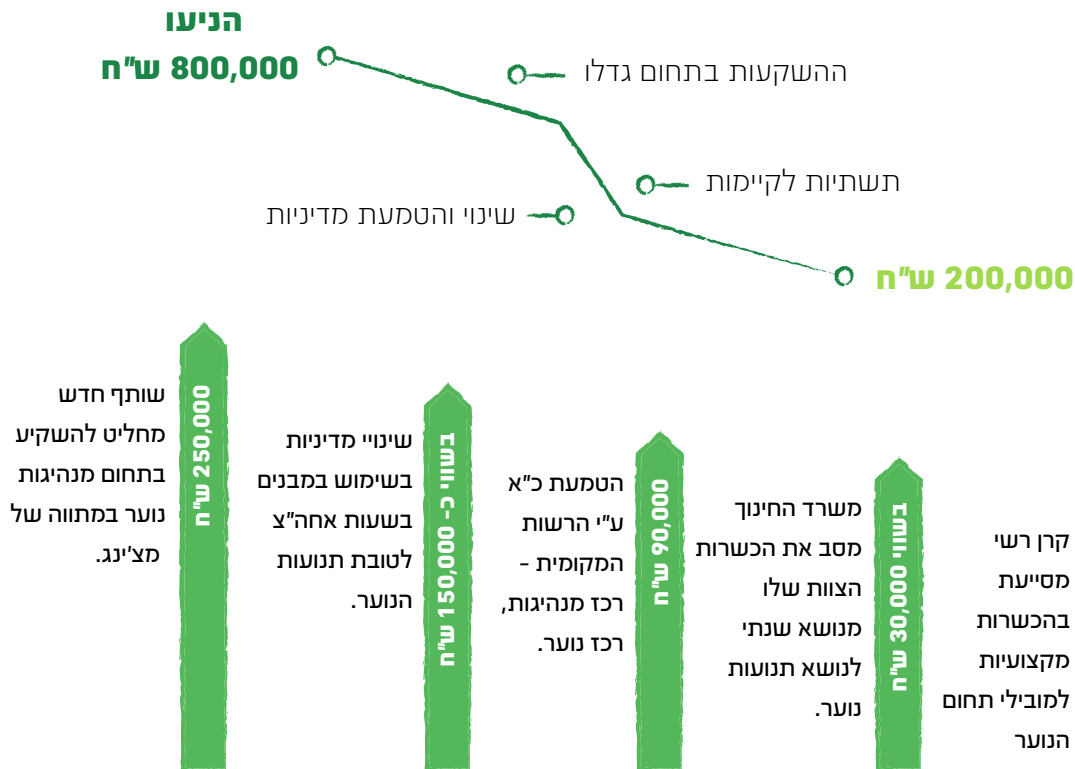 הניעו
800,000 ש"ח
ההשקעות בתחום גדלו
תשתיות לקיימות
שינוי והטמעת מדיניות
200,000 ש"ח
קרן רשי
מסייעת
בהכשרות
מקצועיות
למובילי תחום
הנוער
בשווי 30,000 ש"ח
משרד החינוך
מסב את הכשרות
הצוות שלו
מנושא שנתי
לנושא תנועות
נוער.
90,000 ש"ח
הטמעת כ"א
ע"י הרשות
המקומית -
רכז מנהיגות,
רכז נוער.
בשווי כ- 150,000 ש"ח
שינויי מדיניות
בשימוש במבנים
בשעות אחה"צ
לטובת תנועות
הנוער.
250,000 ש"ח
שותף חדש
מחליט להשקיע
בתחום מנהיגות
נוער במתווה של
מצ'ינג.